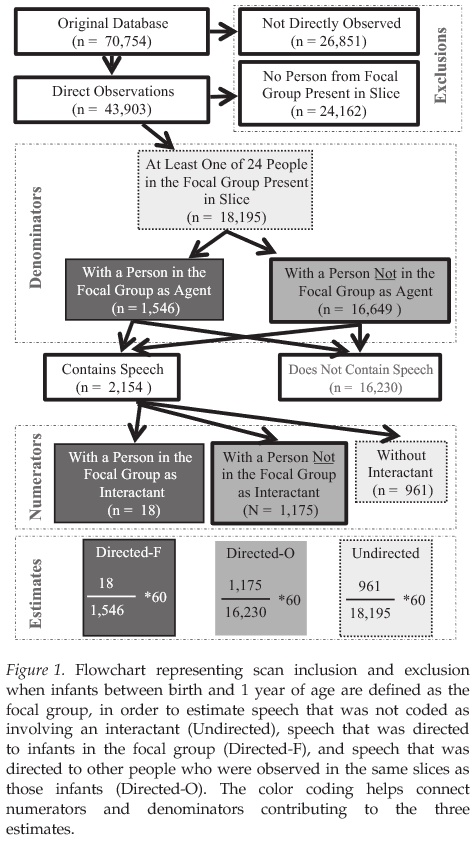 Original Database
(n = 70,754)
Not Directly Observed
(n = 26,851)
Direct Observations
(n = 43,903)
No Person from Focal
Group Present in Slice
(n = 24,162)
Exclusions
At Least One of 24 People
in the Focal Group Present
in Slice
(n = 18,195)
Denominators
With a Person in the
Focal Group as Agent
(n = 1,546)
With a Person Not in the
Focal Group as Agent
(n = 16,649 )
Contains Speech
(n = 2,154 )
Does Not Contain Speech
(n = 16,230)
Numerators
With a Person in the
Focal Group as
Interactant
(n = 18)
With a Person Not
in the Focal Group
as Interactant
(N = 1,175)
Without
Interactant
(n = 961)
Estimates
Directed-F
18
1,546
*60
Directed-O
1,175
16,230
*60
Undirected
961
18,195
*60
Figure 1. Flowchart representing scan inclusion and exclusion
when infants between birth and 1 year of age are defined as the
focal group, in order to estimate speech that was not coded as
involving an interactant (Undirected), speech that was directed
to infants in the focal group (Directed-F), and speech that was
directed to other people who were observed in the same slices as
those infants (Directed-O). The color coding helps connect
numerators and denominators contributing to the three
estimates.